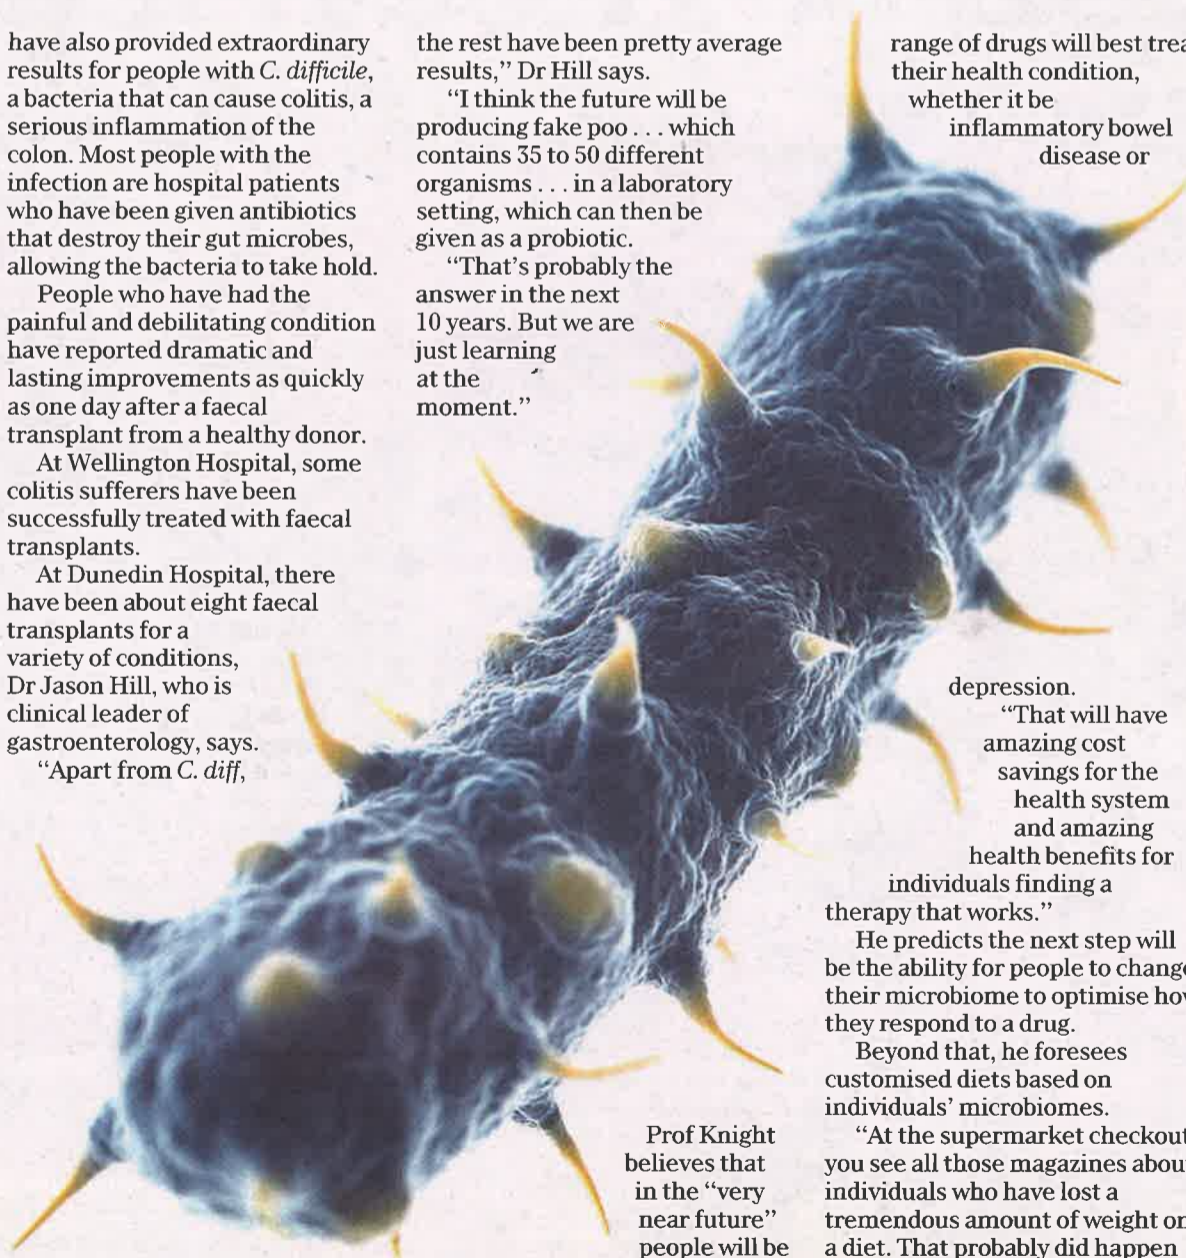 have also provided extraordinary
results for people with C. difficile,
a bacteria that can cause colitis, a
serious inflammation of the
colon. Most people with the
infection are hospital patients
who have been given antibiotics
that destroy their gut microbes,
allowing the bacteria to take hold.
People who have had the
painful and debilitating condition
have reported dramatic and
lasting improvements as quickly
as one day after a faecal
transplant from a healthy donor.
At Wellington Hospital, some
colitis sufferers have been
successfully treated with faecal
transplants.
At Dunedin Hospital, there
have been about eight faecal
transplants for a
variety of conditions,
Dr Jason Hill, who is
clinical leader of
gastroenterology, says.
“Apart from C. diff,
the rest have been pretty average
results,” Dr Hill says.
“I think the future will be
producing fake poo . . . which
contains 35 to 50 different
organisms . . . in a laboratory
setting, which can then be
given as a probiotic.
“That's probably the
answer in the next
10 years. But we are
just learning
at the
moment.”
Prof Knight
believes that
in the “very
near future”
people will be
range of drugs will best trea
their health condition,
whether it be
inflammatory bowel
disease or
depression.
“That will have
amazing cost
savings for the
health system
and amazing
health benefits for
individuals finding a
therapy that works.”
He predicts the next step will
be the ability for people to change
their microbiome to optimise how
they respond to a drug.
Beyond that, he foresees
customised diets based on
individuals' microbiomes.
“At the supermarket checkout
you see all those magazines about
individuals who have lost a
tremendous amount of weight on
a diet. That probably did happen